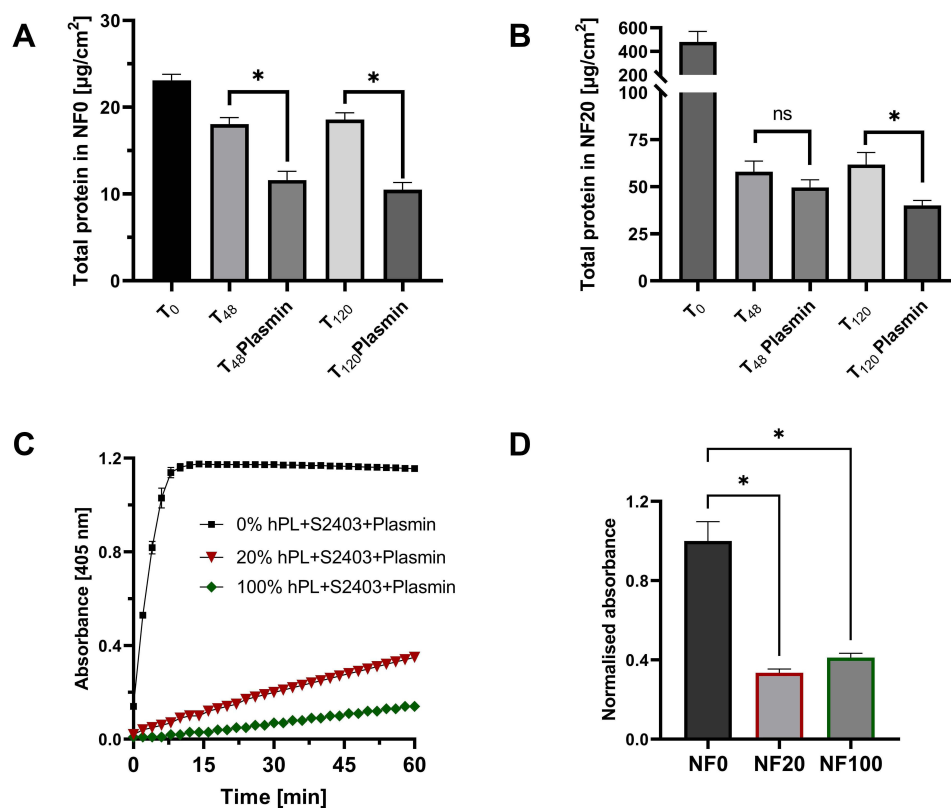 A
Total protein in NF0 [µg/cm²]
30
20
10
0
*
*
T₀
T₄₈
T₄₈Plasmin
T₁₂₀
T₁₂₀Plasmin
B
Total protein in NF20 [µg/cm²]
600
400
200
100
75
50
25
0
ns
*
T₀
T₄₈
T₄₈ Plasmin
T₁₂₀
T₁₂₀ Plasmin
C
Absorbance [405 nm]
1.2
0.8
0.4
0.0
0% hPL+S2403+Plasmin
20% hPL+S2403+Plasmin
100% hPL+S2403+Plasmin
0
15
30
45
60
Time [min]
D
Normalised absorbance
1.2
0.8
0.4
0.0
*
*
NF0
NF20
NF100